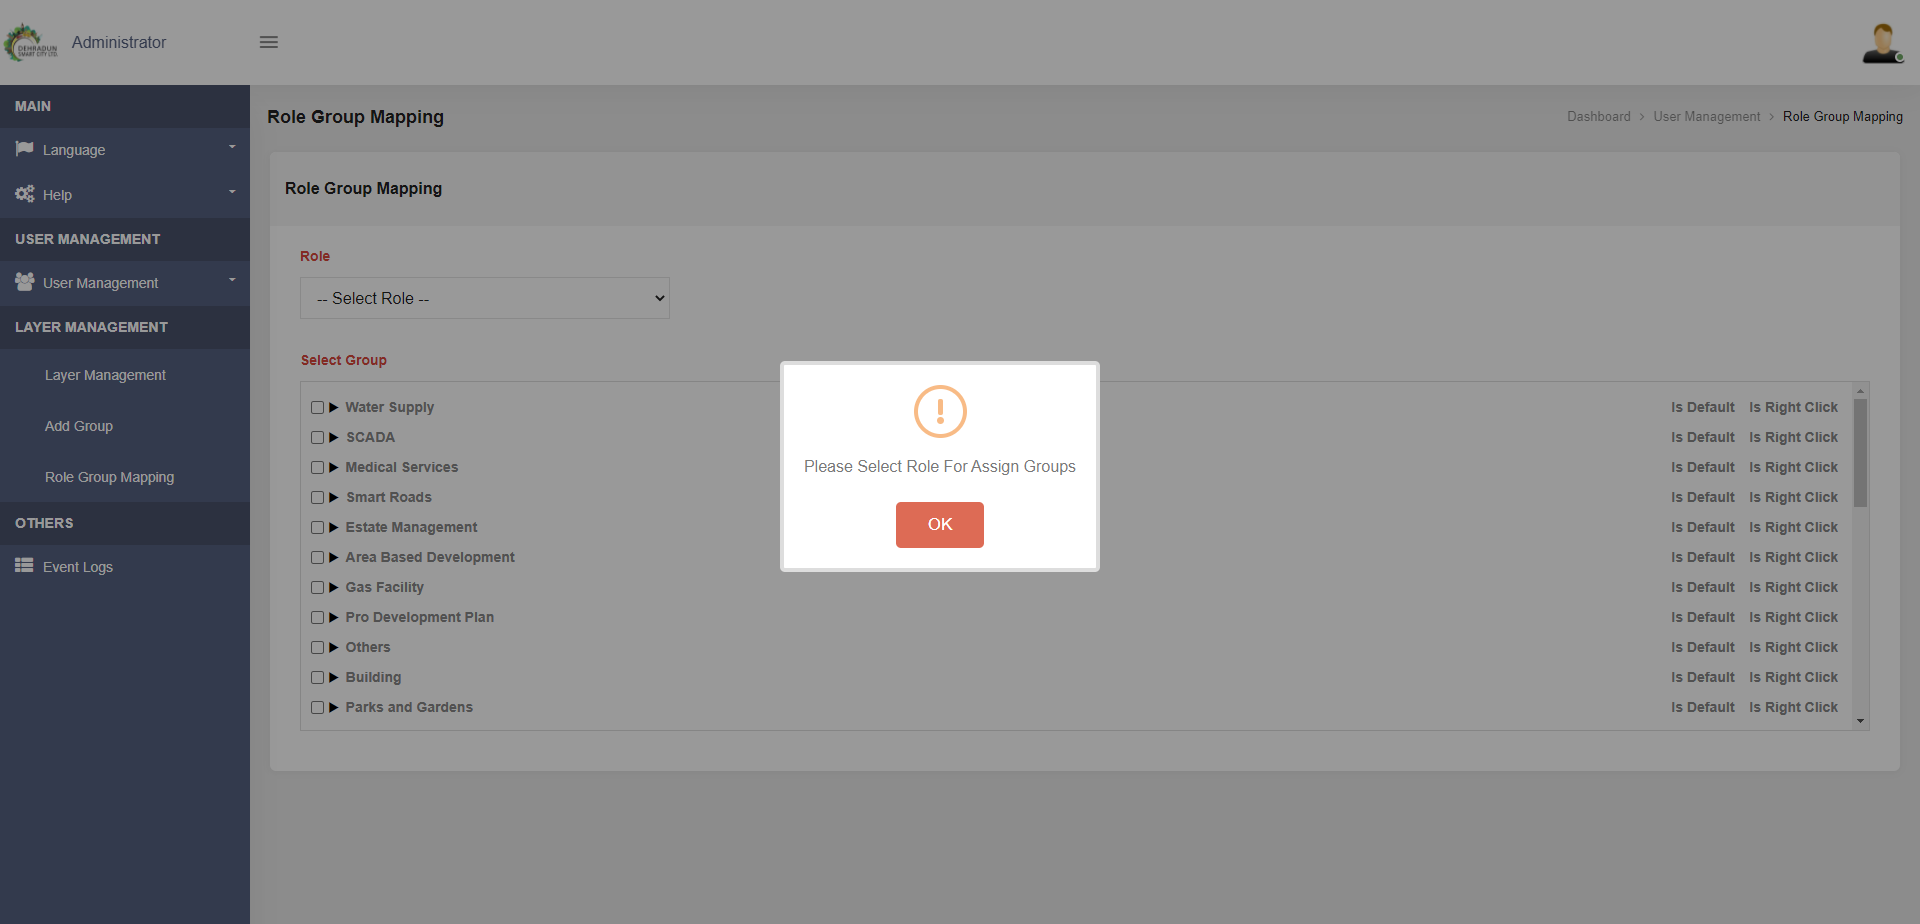 DEHRADUN
SMART CITY LTD.
Administrator
MAIN
Language
Help
USER MANAGEMENT
User Management
LAYER MANAGEMENT
Layer Management
Add Group
Role Group Mapping
OTHERS
Event Logs
Role Group Mapping
Dashboard > User Management > Role Group Mapping
Role Group Mapping
Role
-- Select Role --
Select Group
Water Supply Is Default Is Right Click
SCADA Is Default Is Right Click
Medical Services Is Default Is Right Click
Smart Roads Is Default Is Right Click
Estate Management Is Default Is Right Click
Area Based Development Is Default Is Right Click
Gas Facility Is Default Is Right Click
Pro Development Plan Is Default Is Right Click
Others Is Default Is Right Click
Building Is Default Is Right Click
Parks and Gardens Is Default Is Right Click
Please Select Role For Assign Groups
OK